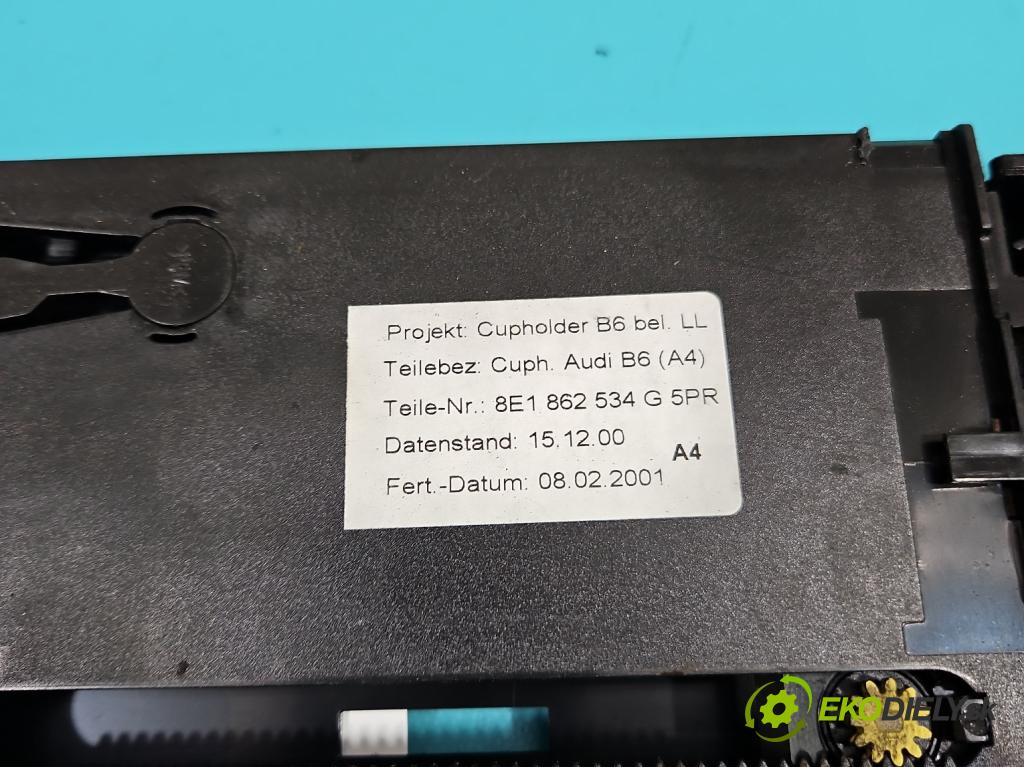 Projekt: Cupholder B6 bel. LL
Teilebez: Cuph. Audi B6 (A4)
Teile-Nr.: 8E1 862 534 G 5PR
Datenstand: 15.12.00
A4
Fert.-Datum: 08.02.2001
EKODIELY.SK